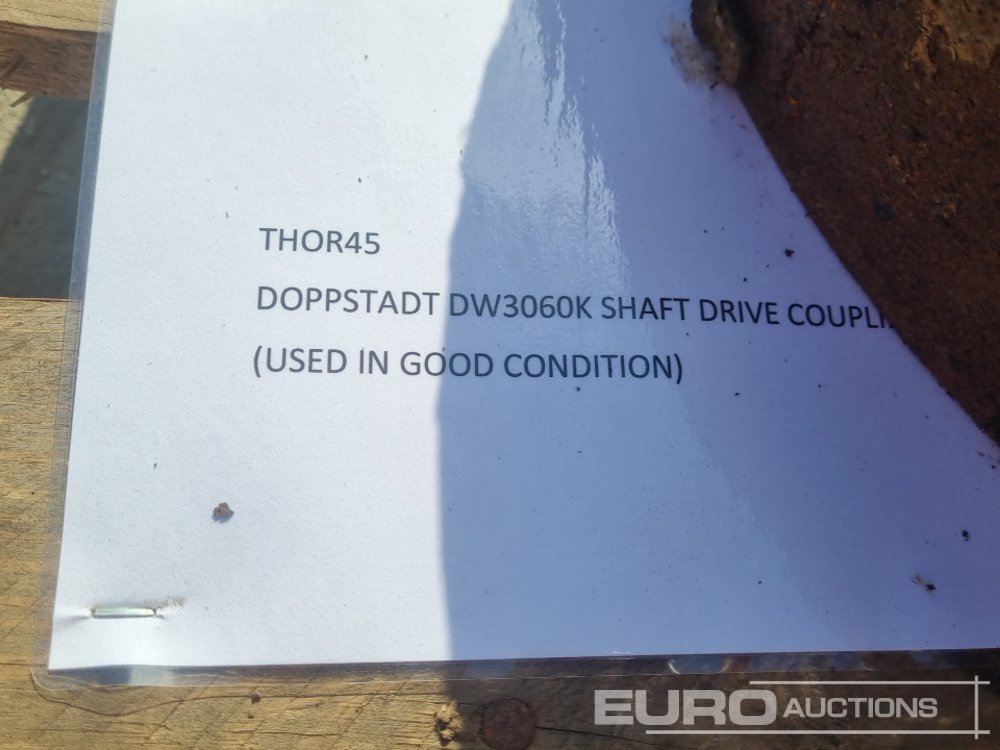 THOR45
DOPPSTADT DW3060K SHAFT DRIVE
(USED IN GOOD CONDITION)
EURO AUCTIONS